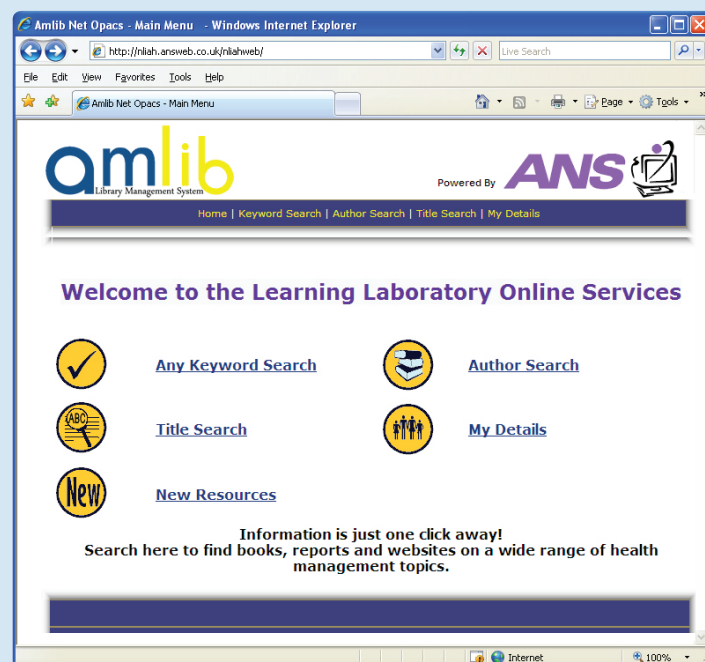 Amlib Net Opacs - Main Menu - Windows Internet Explorer
http://nliah.answeb.co.uk/nliahweb/
Live Search
File Edit View Favorites Tools Help
Amlib Net Opacs - Main Menu
Page Tools »
amlib
Library Management System
Powered By ANS
Home | Keyword Search | Author Search | Title Search | My Details
Welcome to the Learning Laboratory Online Services
Any Keyword Search
Author Search
ABC
Title Search
My Details
New
New Resources
Information is just one click away!
Search here to find books, reports and websites on a wide range of health
management topics.
Internet
100%